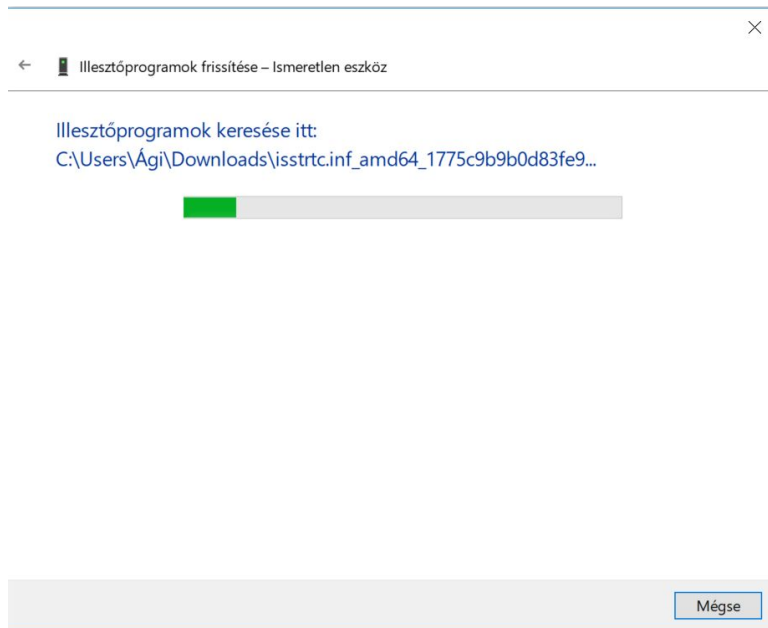 Illesztőprogramok frissítése – Ismeretlen eszköz
Illesztőprogramok keresése itt:
C:\Users\Ági\Downloads\isstrtc.inf_amd64_1775c9b9b0d83fe9...
Mégse